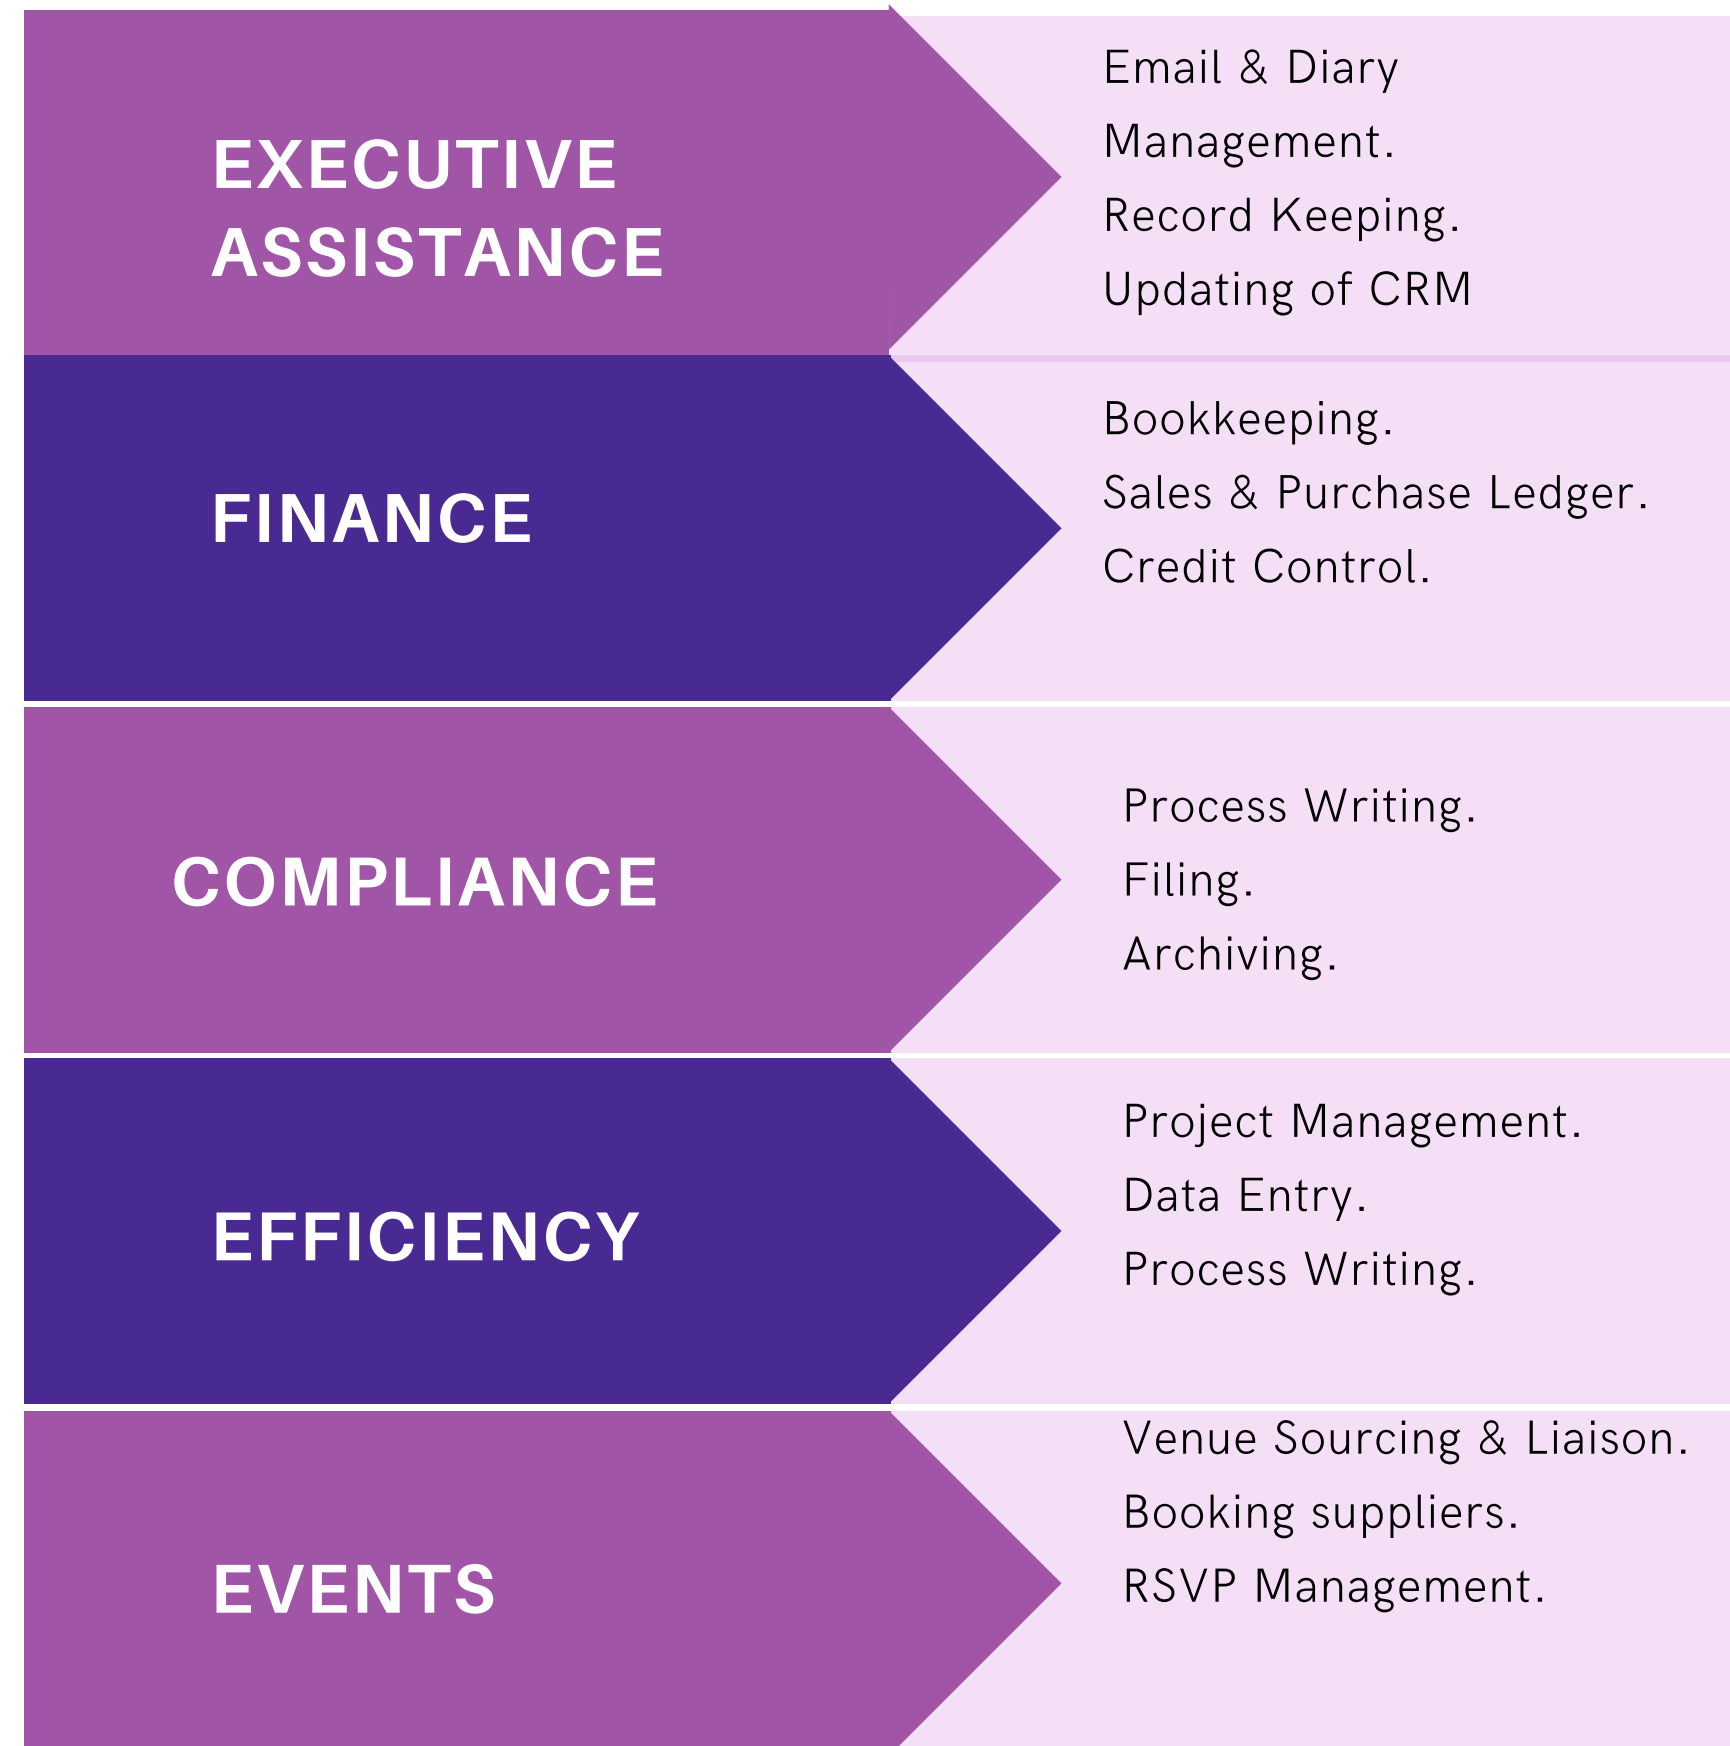 EXECUTIVE
ASSISTANCE
Email & Diary
Management.
Record Keeping.
Updating of CRM
FINANCE
Bookkeeping.
Sales & Purchase Ledger.
Credit Control.
COMPLIANCE
Process Writing.
Filing.
Archiving.
EFFICIENCY
Project Management.
Data Entry.
Process Writing.
EVENTS
Venue Sourcing & Liaison.
Booking suppliers.
RSVP Management.